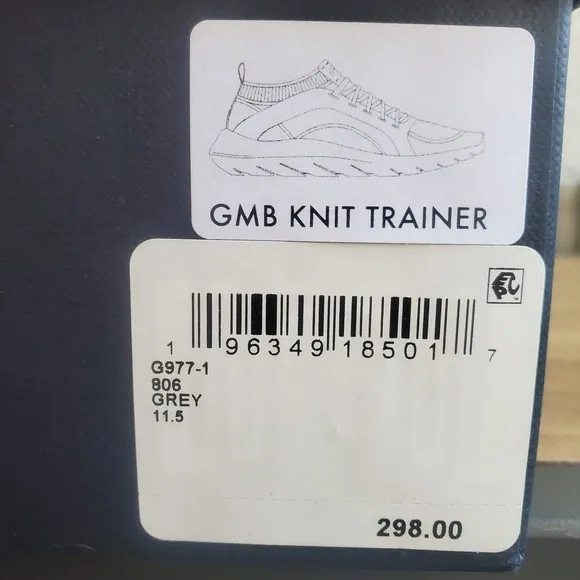 GMB KNIT TRAINER
1 96349 18501 7
G977-1
806
GREY
11.5
298.00